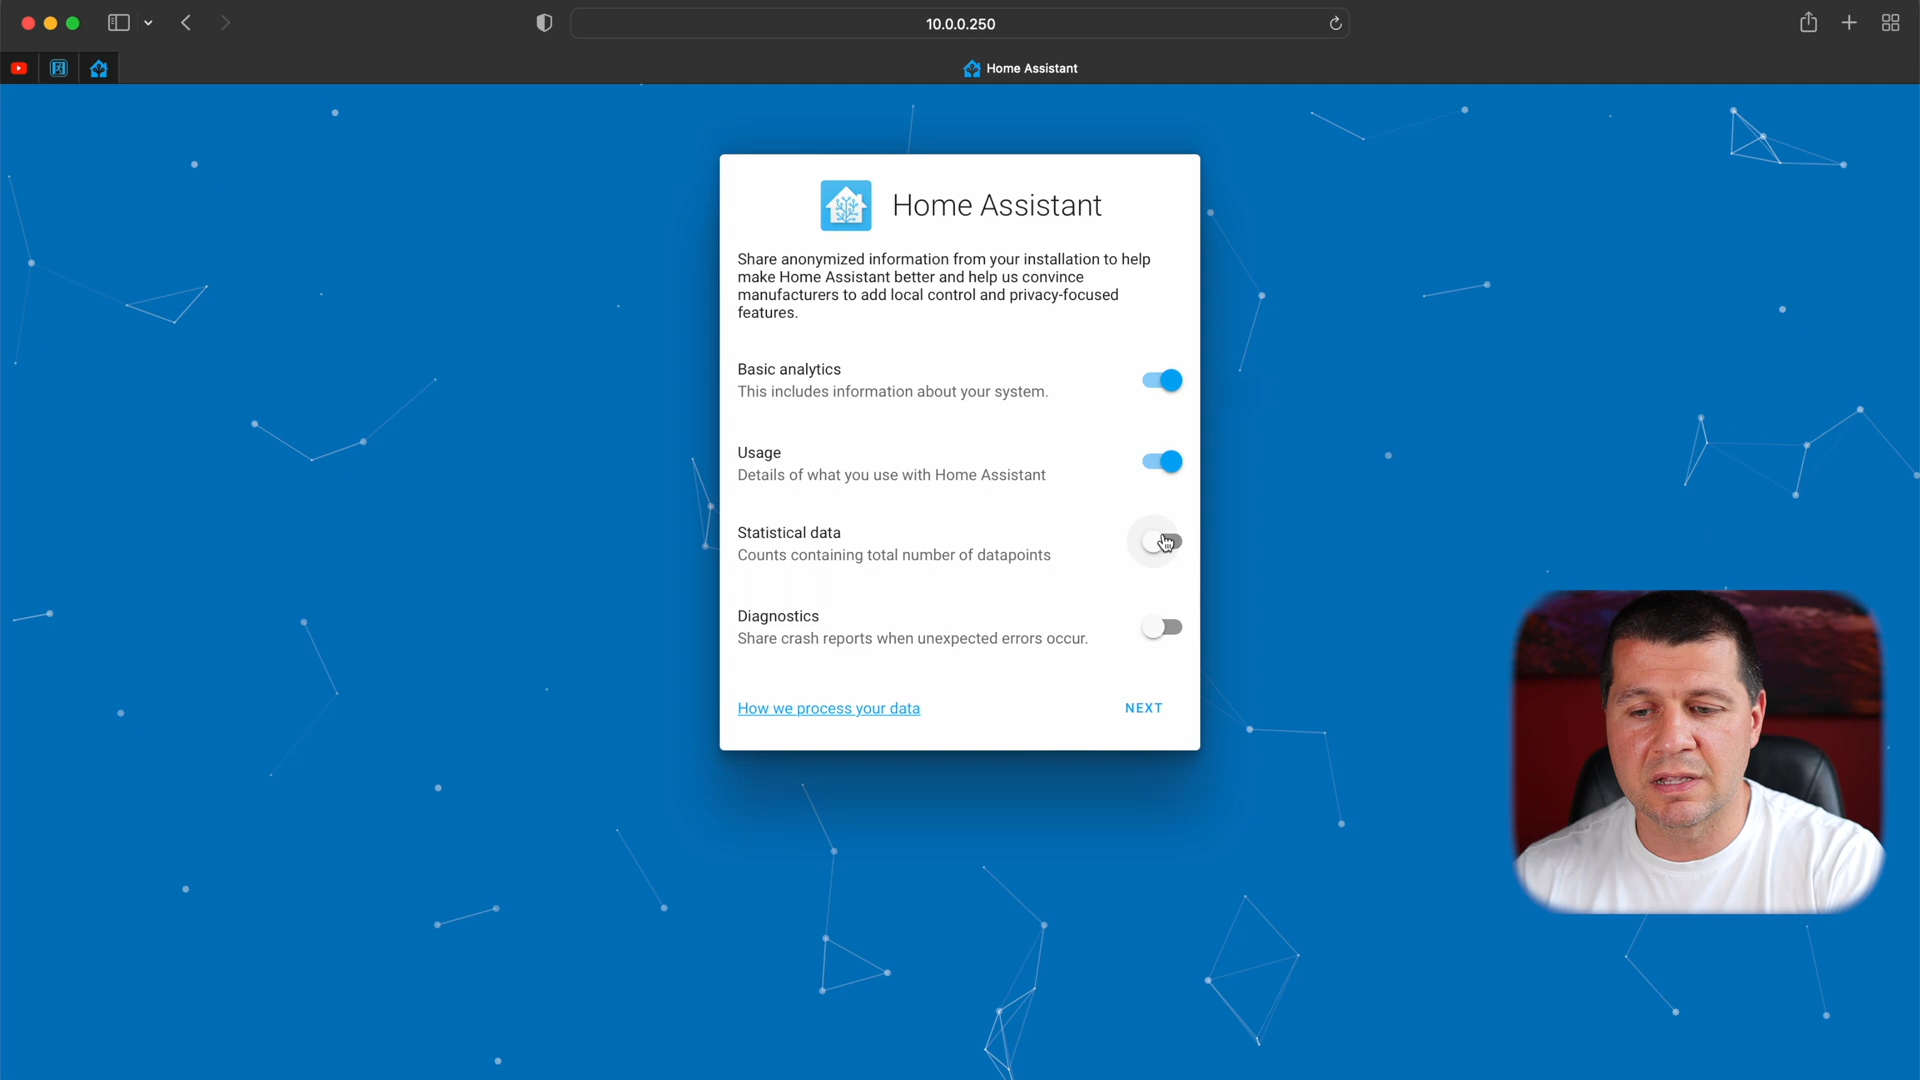 10.0.0.250
Home Assistant
Home Assistant
Share anonymized information from your installation to help
make Home Assistant better and help us convince
manufacturers to add local control and privacy-focused
features.
Basic analytics
This includes information about your system.
Usage
Details of what you use with Home Assistant
Statistical data
Counts containing total number of datapoints
Diagnostics
Share crash reports when unexpected errors occur.
How we process your data
NEXT